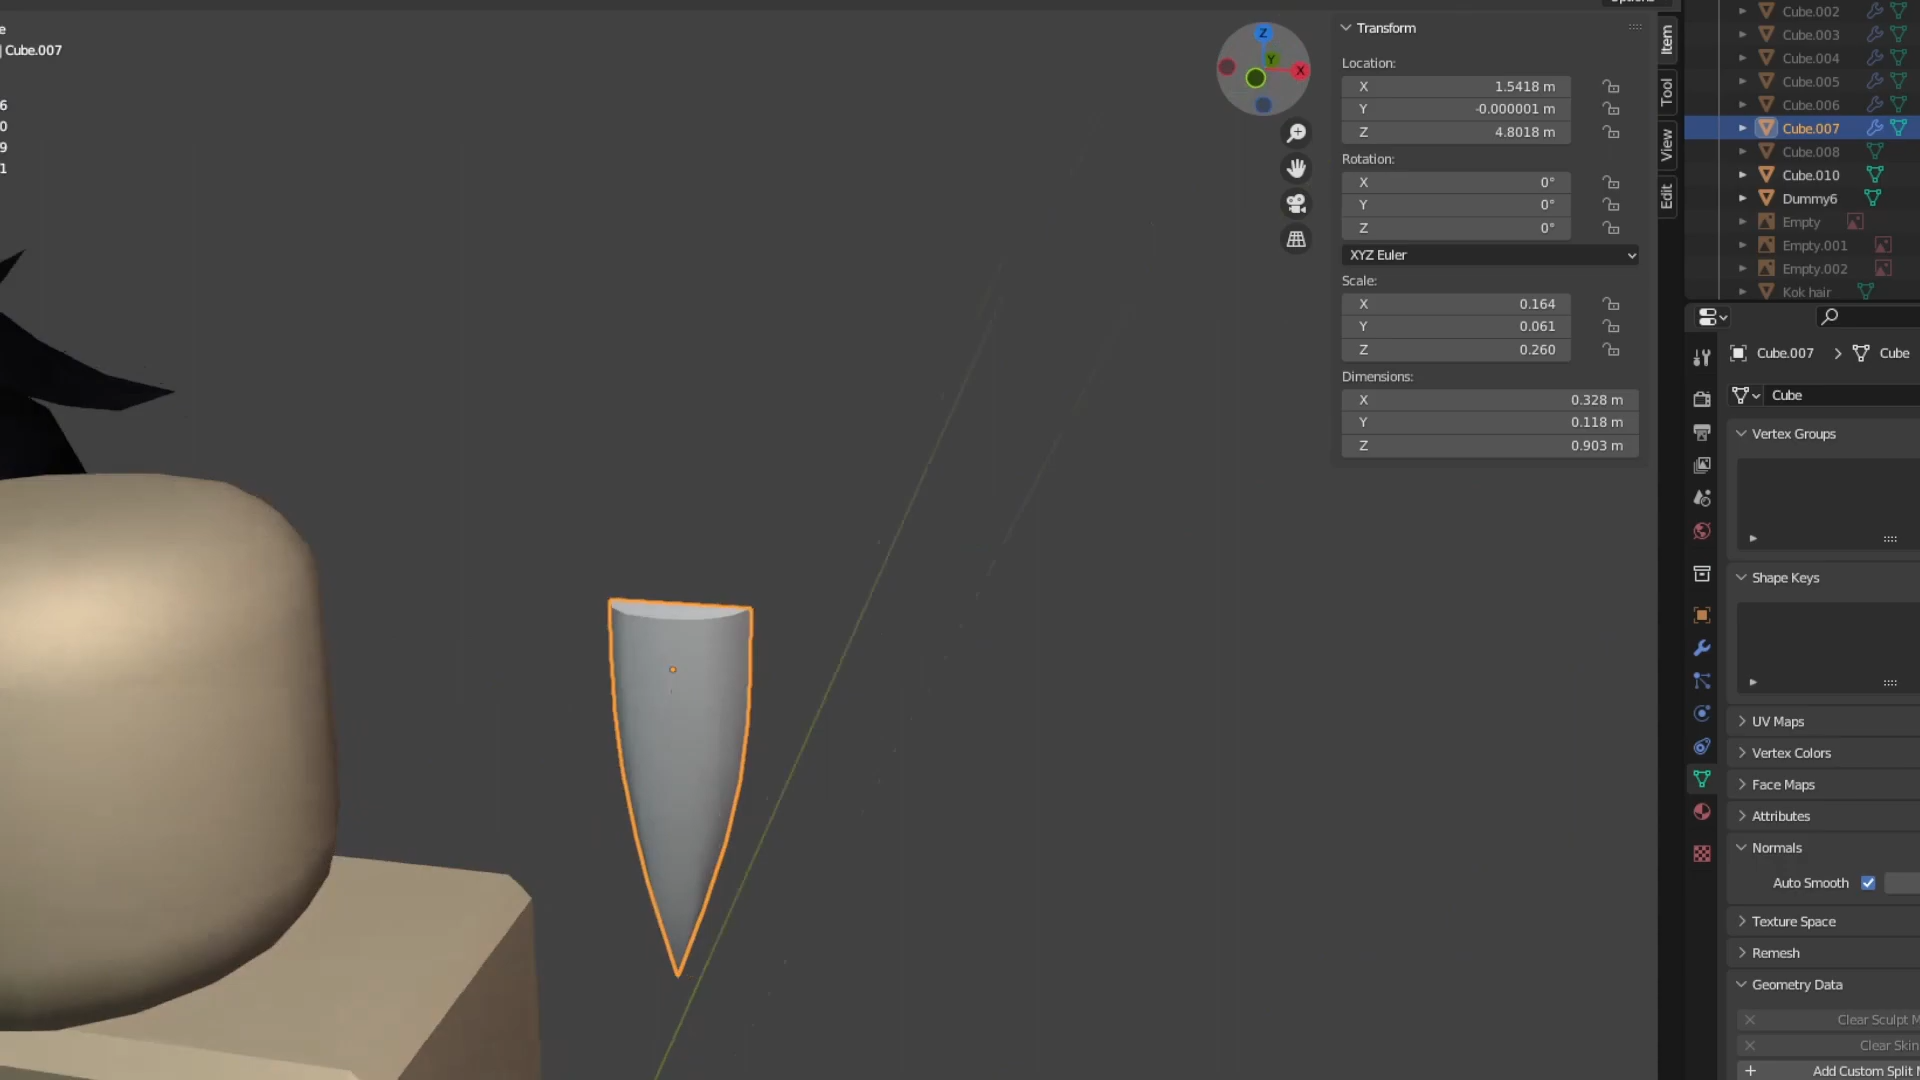 Options
e
| Cube.007
6
0
9
1
Z
Y
X
Transform
Location:
X 1.5418 m
Y -0.000001 m
Z 4.8018 m
Rotation:
X 0°
Y 0°
Z 0°
XYZ Euler
Scale:
X 0.164
Y 0.061
Z 0.260
Dimensions:
X 0.328 m
Y 0.118 m
Z 0.903 m
Item
Tool
View
Edit
Cube.002
Cube.003
Cube.004
Cube.005
Cube.006
Cube.007
Cube.008
Cube.010
Dummy6
Empty
Empty.001
Empty.002
Kok hair
Cube.007 > Cube
Cube
Vertex Groups
Shape Keys
UV Maps
Vertex Colors
Face Maps
Attributes
Normals
Auto Smooth
Texture Space
Remesh
Geometry Data
Clear Sculpt M
Clear Skin
Add Custom Split N